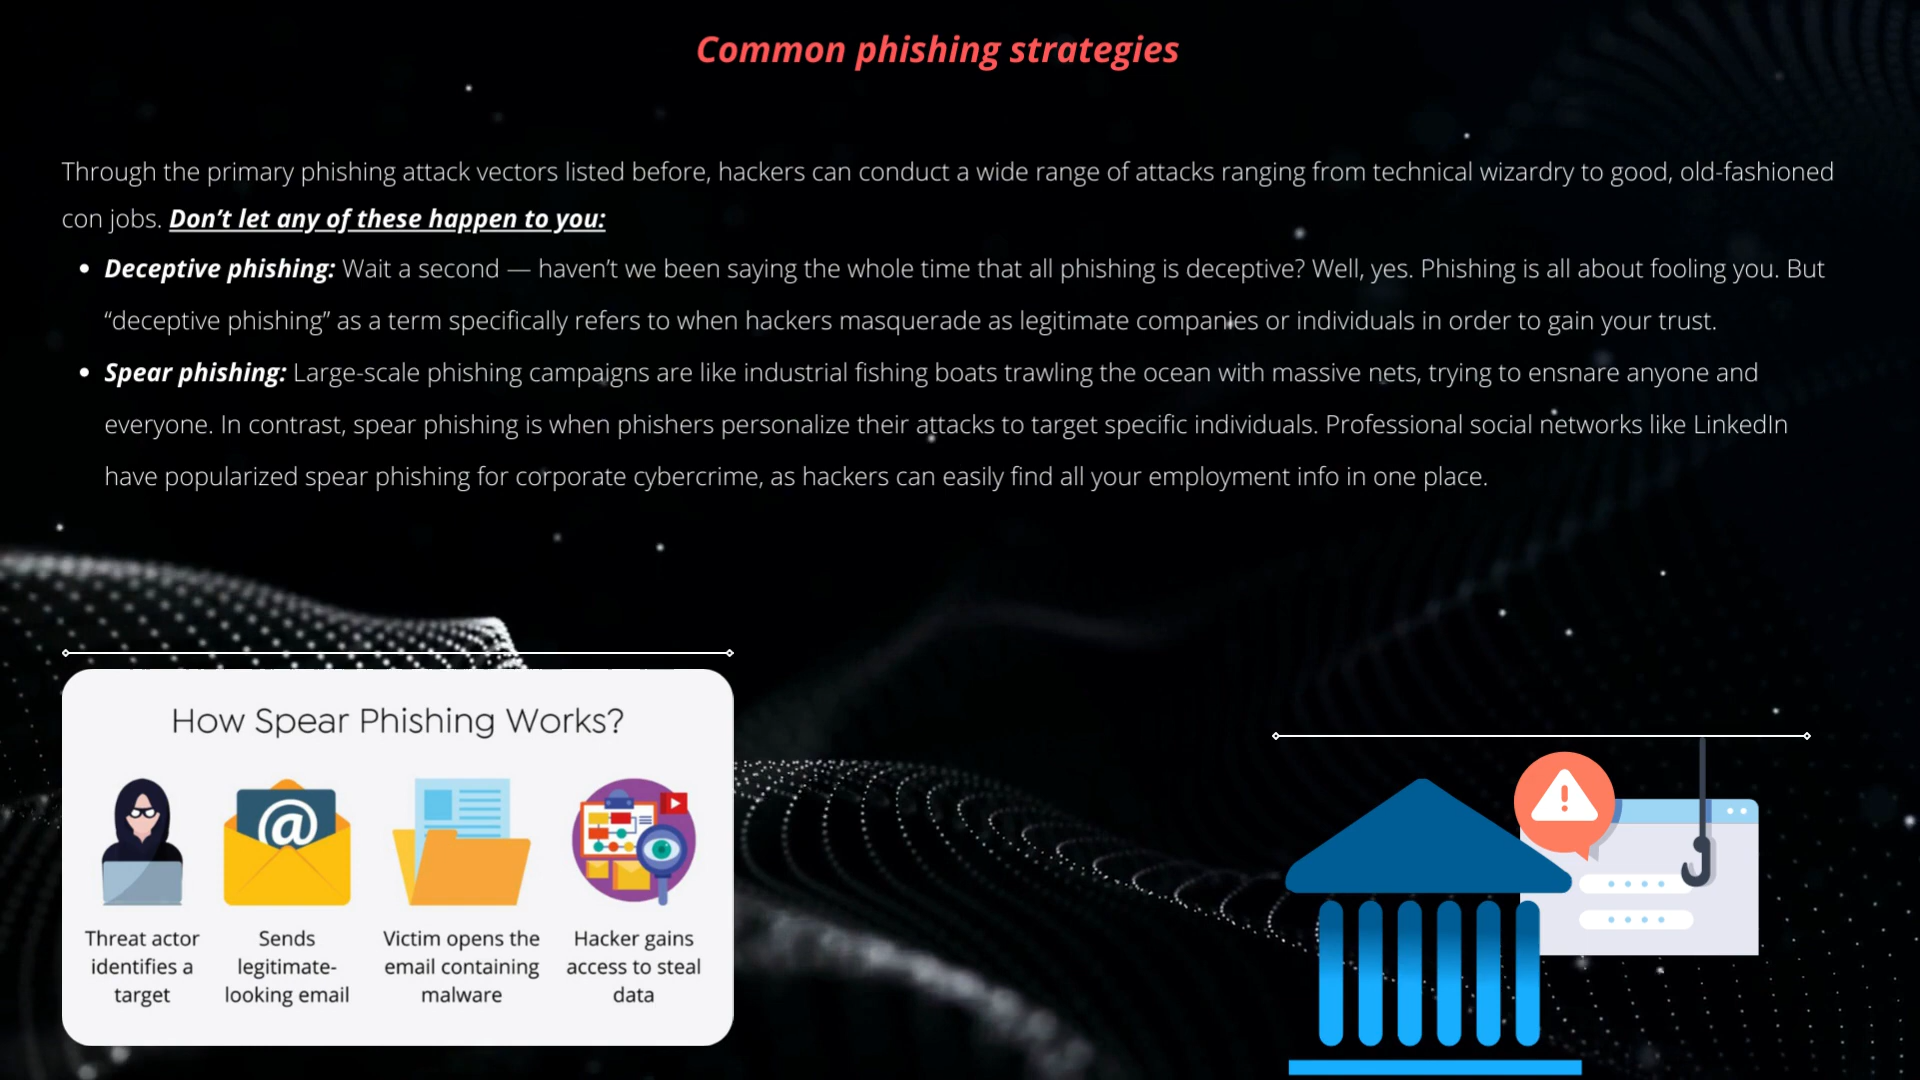 Common phishing strategies
Through the primary phishing attack vectors listed before, hackers can conduct a wide range of attacks ranging from technical wizardry to good, old-fashioned
con jobs. Don’t let any of these happen to you:
• Deceptive phishing: Wait a second — haven’t we been saying the whole time that all phishing is deceptive? Well, yes. Phishing is all about fooling you. But
“deceptive phishing” as a term specifically refers to when hackers masquerade as legitimate companies or individuals in order to gain your trust.
• Spear phishing: Large-scale phishing campaigns are like industrial fishing boats trawling the ocean with massive nets, trying to ensnare anyone and
everyone. In contrast, spear phishing is when phishers personalize their attacks to target specific individuals. Professional social networks like LinkedIn
have popularized spear phishing for corporate cybercrime, as hackers can easily find all your employment info in one place.
How Spear Phishing Works?
@
Threat actor
identifies a
target
Sends
legitimate-
looking email
Victim opens the
email containing
malware
Hacker gains
access to steal
data
!